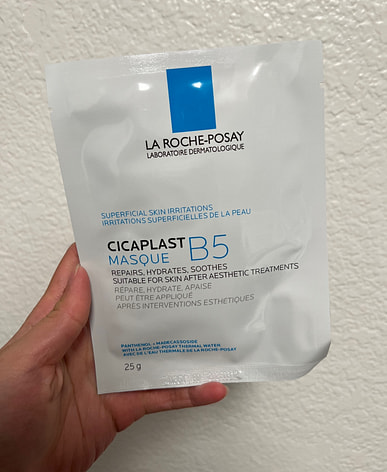 LA ROCHE-POSAY
LABORATOIRE DERMATOLOGIQUE
SUPERFICIAL SKIN IRRITATIONS
IRRITATIONS SUPERFICIELLES DE LA PEAU
CICAPLAST B5
MASQUE
REPAIRS, HYDRATES, SOOTHES
SUITABLE FOR SKIN AFTER AESTHETIC TREATMENTS
RÉPARE, HYDRATE, APAISE
PEUT ÊTRE APPLIQUÉ
APRÈS INTERVENTIONS ESTHÉTIQUES
PANTHENOL + MADECASSOSIDE
WITH LA ROCHE-POSAY THERMAL WATER
AVEC DE L'EAU THERMALE DE LA ROCHE-POSAY
25 g